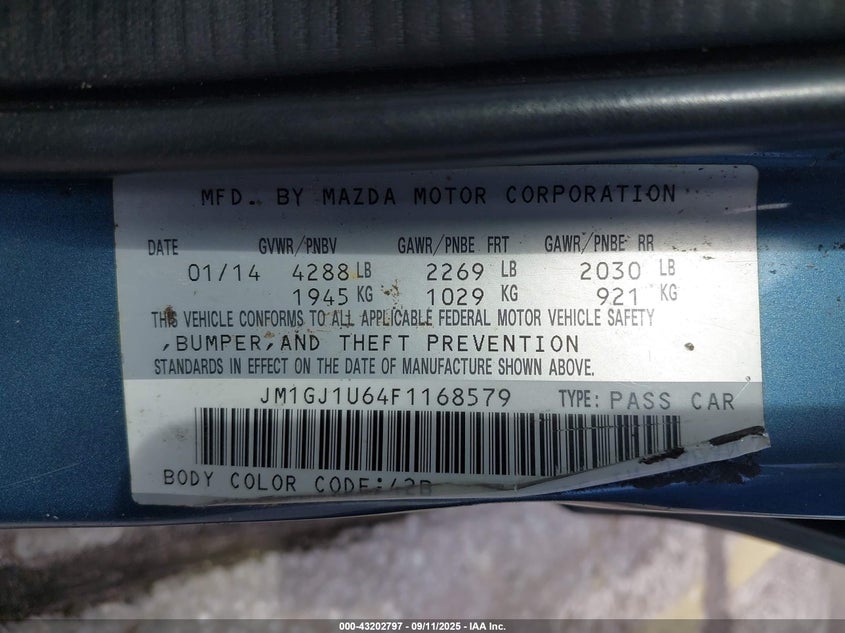 MFD. BY MAZDA MOTOR CORPORATION
DATE GVWR/PNBV GAWR/PNBE FRT GAWR/PNBE RR
01/14 4288 LB 2269 LB 2030 LB
1945 KG 1029 KG 921 KG
THIS VEHICLE CONFORMS TO ALL APPLICABLE FEDERAL MOTOR VEHICLE SAFETY
,BUMPER,AND THEFT PREVENTION
STANDARDS IN EFFECT ON THE DATE OF MANUFACTURE SHOWN ABOVE.
JM1GJ1U64F1168579 TYPE: PASS CAR
BODY COLOR CODE:42B
000-43202797 - 09/11/2025 - IAA Inc.